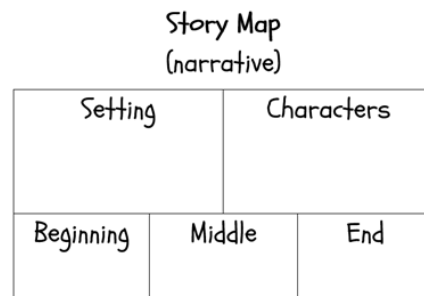 Story Map
(narrative)
Setting Characters
Beginning Middle End